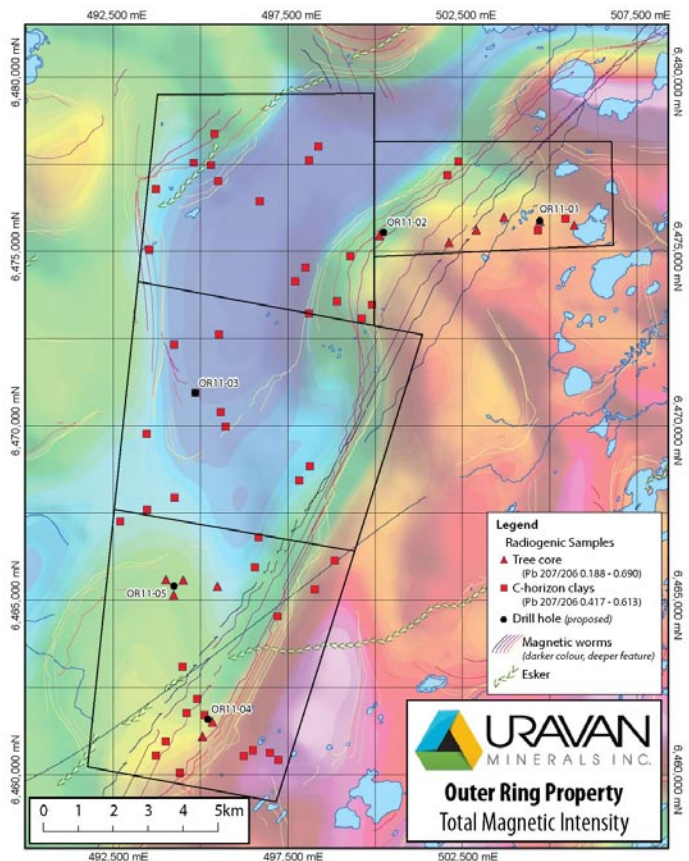 492,500 mE
497,500 mE
502,500 mE
507,500 mE
6,480,000 mN
6,480,000 mN
OR11-01
OR11-02
6,475,000 mN
6,475,000 mN
OR11-03
6,470,000 mN
6,470,000 mN
Legend
Radiogenic Samples
Tree core
(Pb 207/206 0.188 - 0.690)
C-horizon clays
(Pb 207/206 0.417 - 0.613)
Drill hole (proposed)
Magnetic worms
(darker colour, deeper feature)
Esker
OR11-05
6,465,000 mN
6,465,000 mN
OR11-04
6,460,000 mN
6,460,000 mN
URAVAN
MINERALS INC.
Outer Ring Property
Total Magnetic Intensity
0 1 2 3 4 5km
492,500 mE
497,500 mE
502,500 mE
507,500 mE